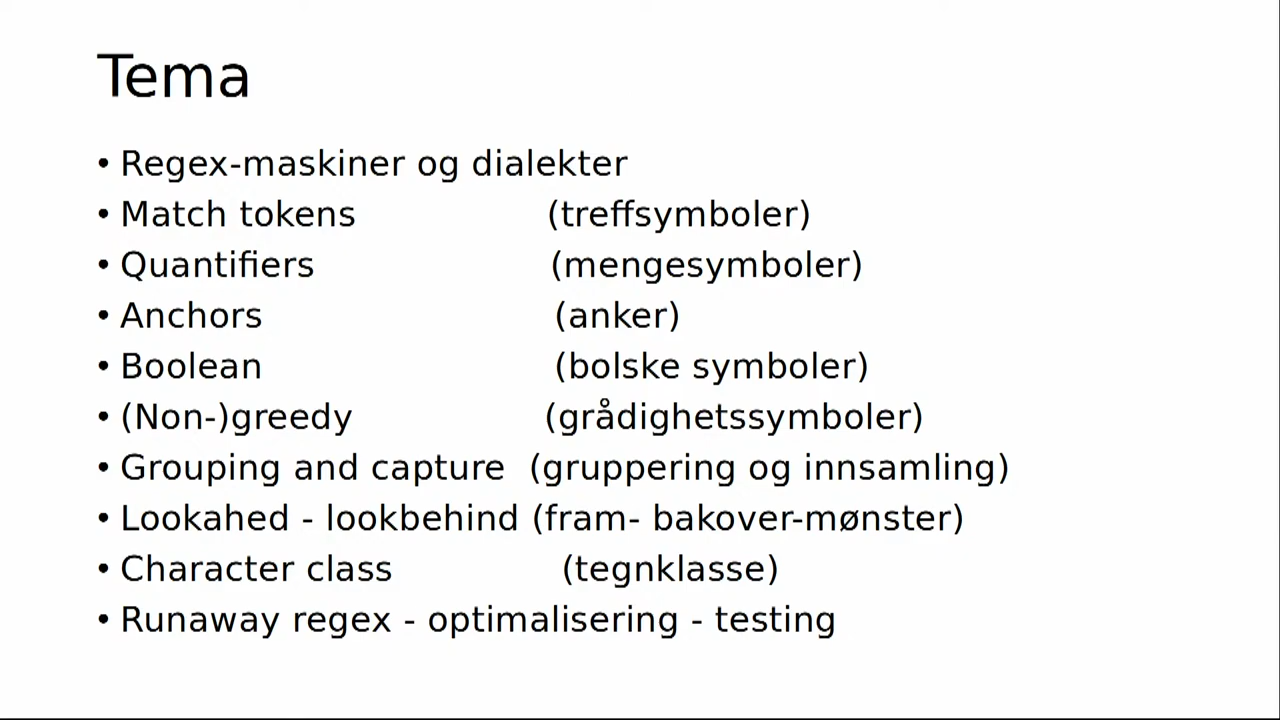 Tema
• Regex-maskiner og dialekter
• Match tokens (treffsymboler)
• Quantifiers (mengesymboler)
• Anchors (anker)
• Boolean (bolske symboler)
• (Non-)greedy (grådighetssymboler)
• Grouping and capture (gruppering og innsamling)
• Lookahed - lookbehind (fram- bakover-mønster)
• Character class (tegnklasse)
• Runaway regex - optimalisering - testing